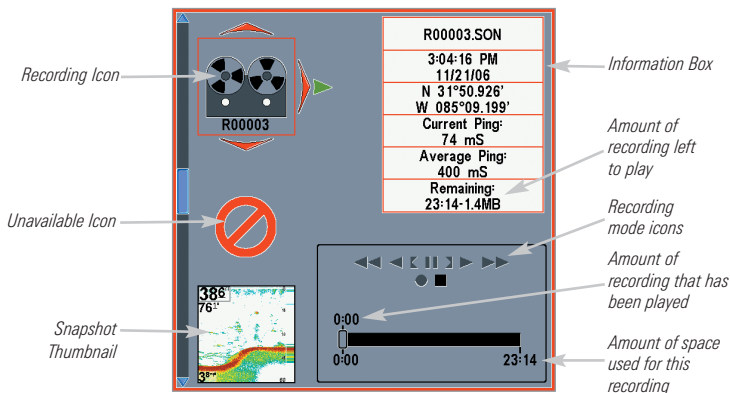 Recording Icon
R00003
Unavailable Icon
Snapshot
Thumbnail
386
76
38
R00003.SON
3:04:16 PM
11/21/06
N 31°50.926'
W 085°09.199'
Current Ping:
74 mS
Average Ping:
400 mS
Remaining:
23:14-1.4MB
0:00
0:00
23:14
Information Box
Amount of
recording left
to play
Recording
mode icons
Amount of
recording that has
been played
Amount of space
used for this
recording